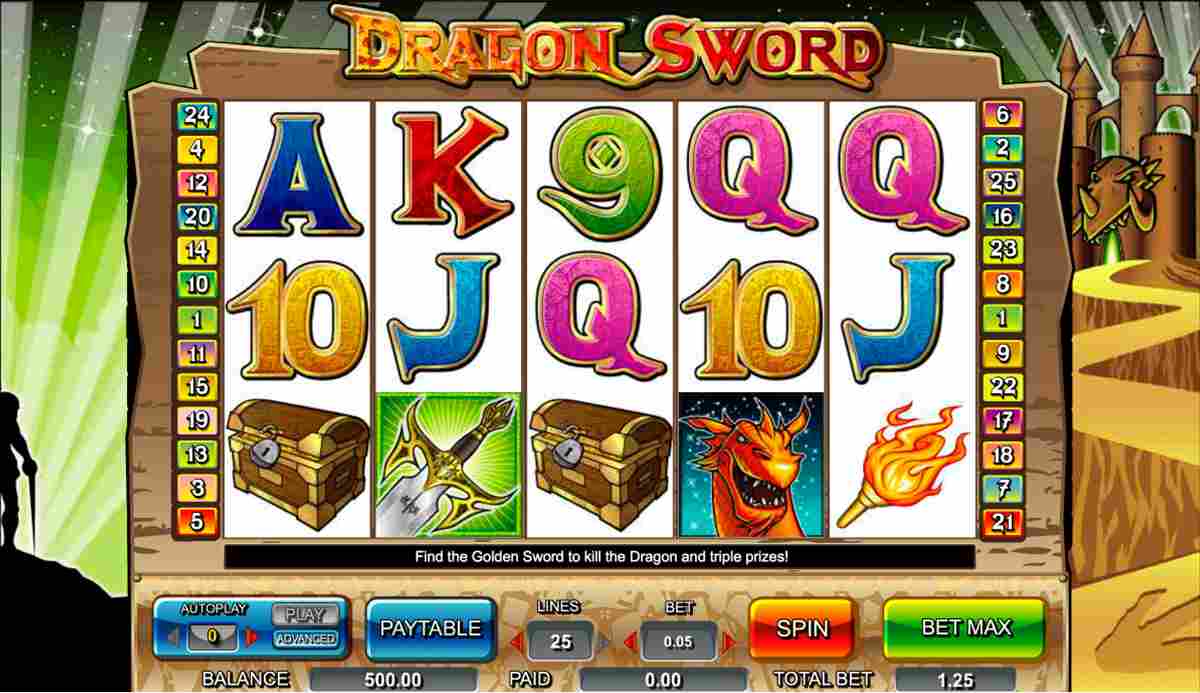 DRAGON SWORD
24 A K 9 Q Q 6
4 2
12 25
20 16
14 23
10 10 J Q 10 J 8
1 1
11 9
15 22
19 17
13 18
3 7
5 21
Find the Golden Sword to kill the Dragon and triple prizes!
AUTOPLAY PLAY LINES BET
0 ADVANCED PAYTABLE 25 0.05 SPIN BET MAX
BALANCE 500.00 PAID 0.00 TOTAL BET 1.25